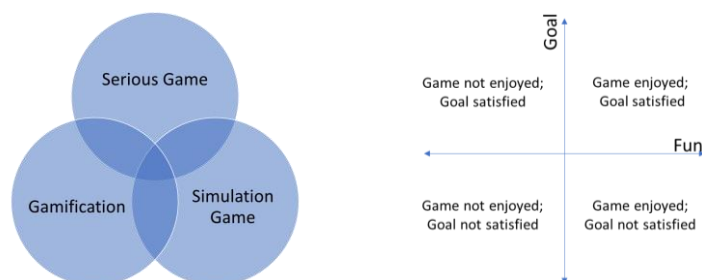 Serious Game
Gamification
Simulation
Game
Goal
Game not enjoyed;
Goal satisfied
Game enjoyed;
Goal satisfied
Fun
Game not enjoyed;
Goal not satisfied
Game enjoyed;
Goal not satisfied